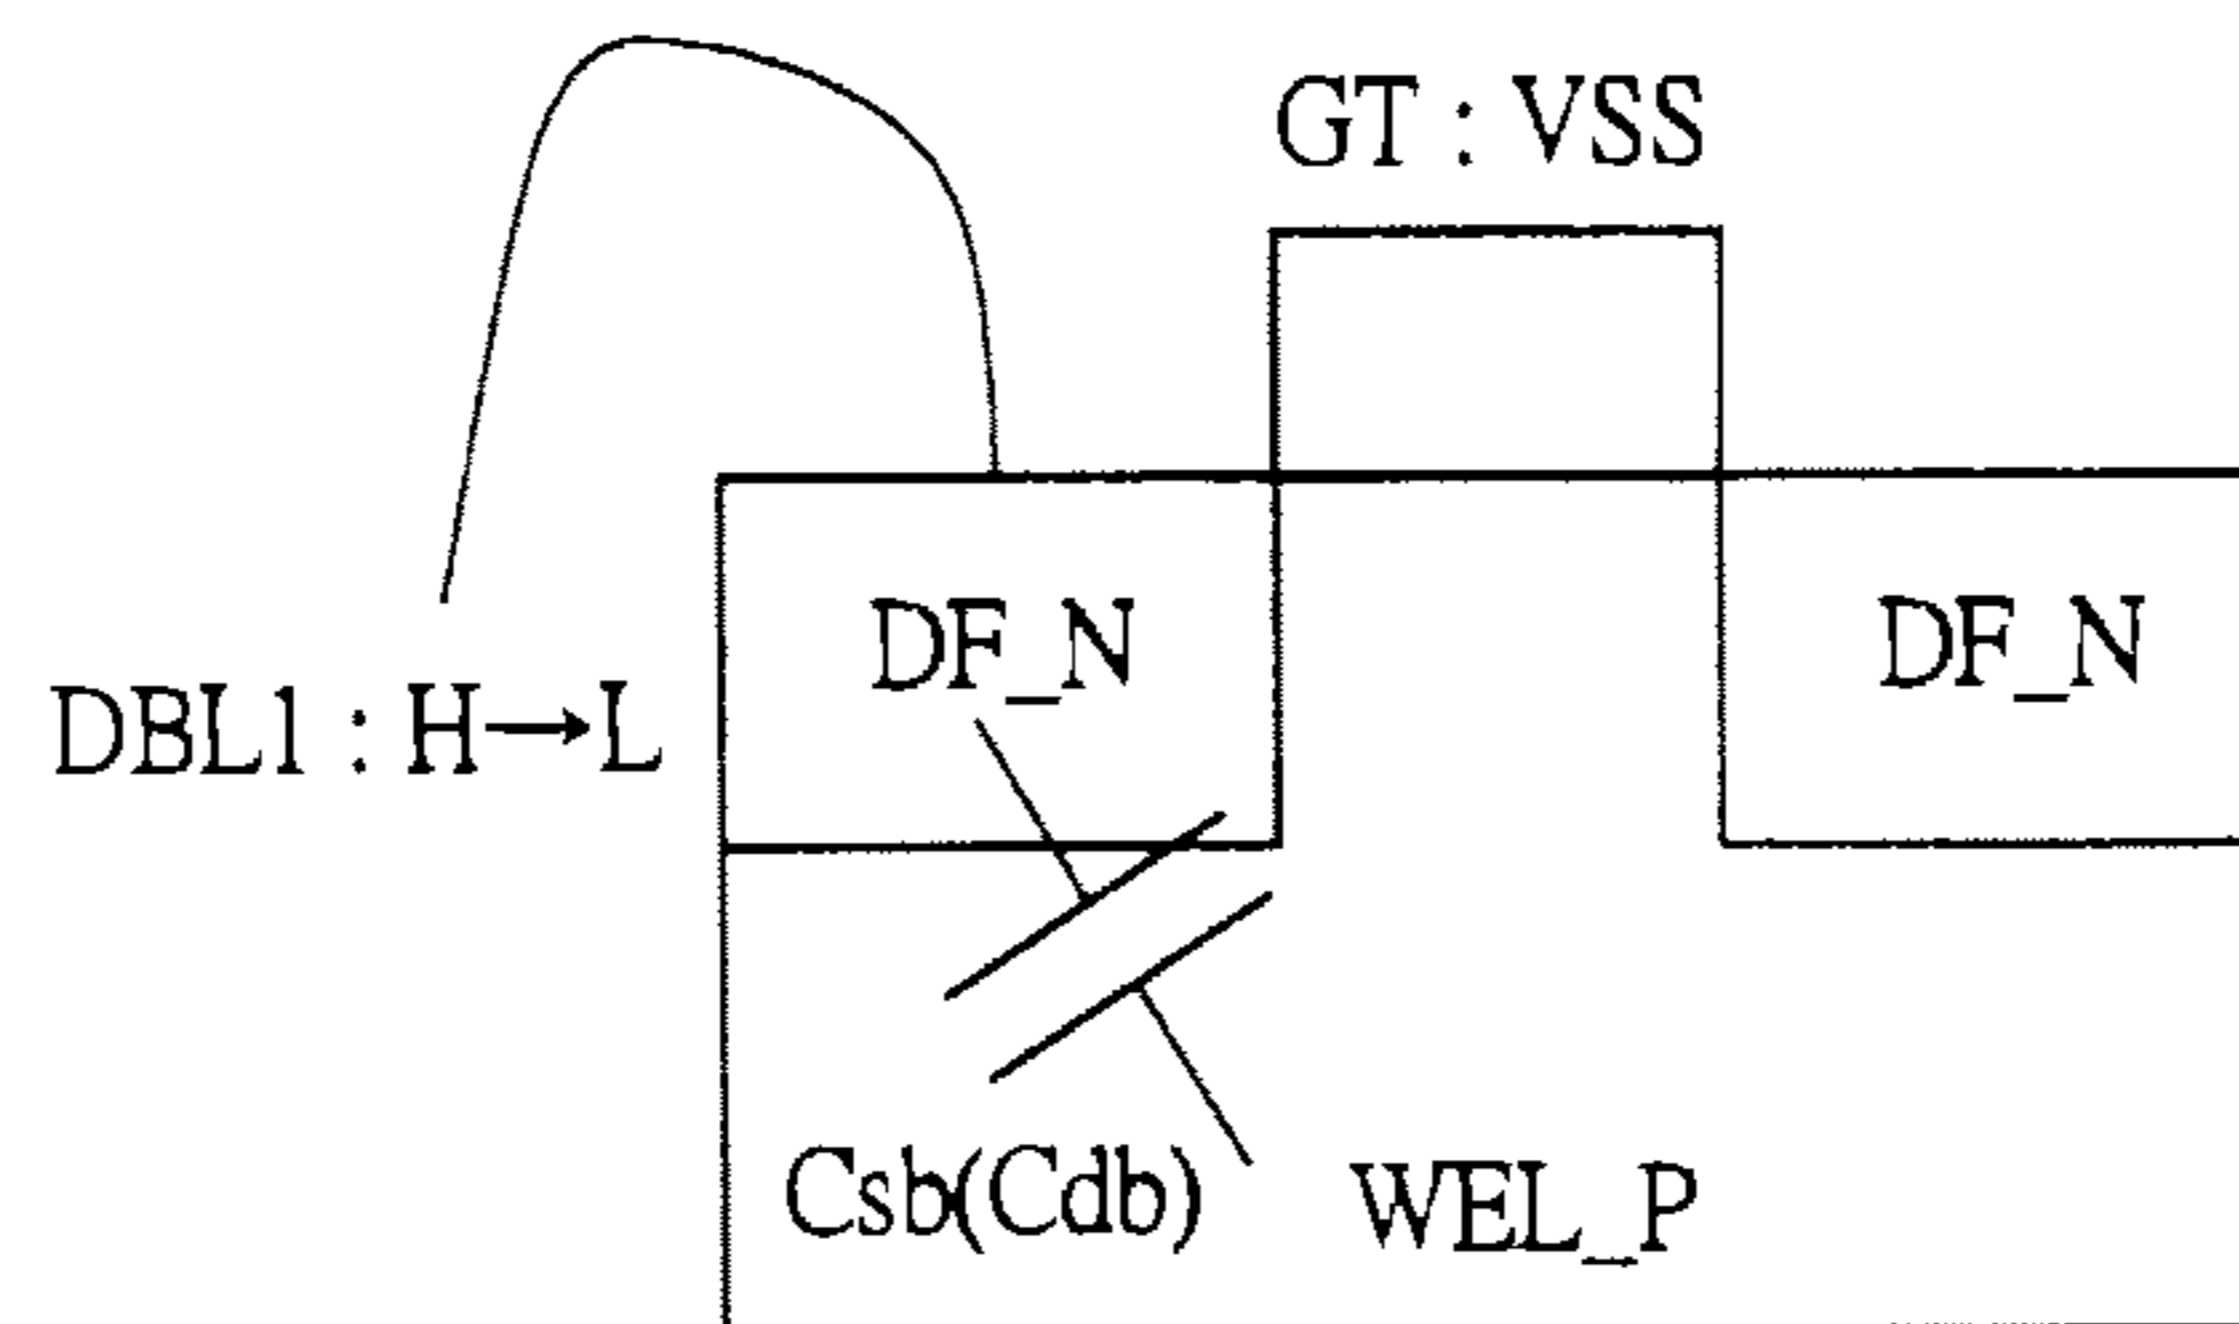 GT : VSS
DF_N
DF_N
DBL1 : H→L
Csb(Cdb)
WEL_P